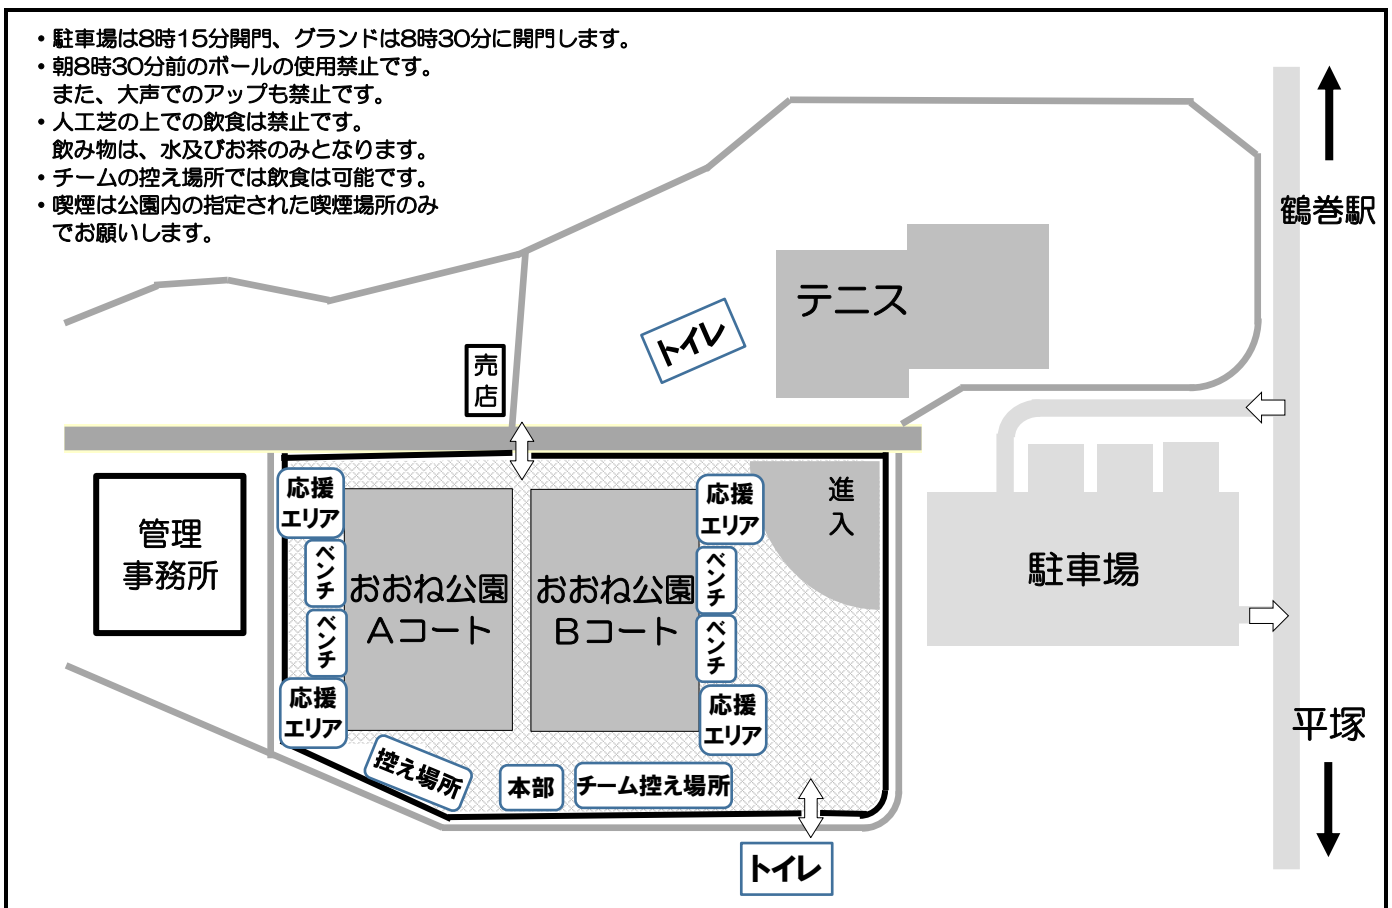 ・駐車場は8時15分開門、グランドは8時30分に開門します。
・朝8時30分前のボールの使用禁止です。
また、大声でのアップも禁止です。
・人工芝の上での飲食は禁止です。
飲み物は、水及びお茶のみとなります。
・チームの控え場所では飲食は可能です。
・喫煙は公園内の指定された喫煙場所のみ
でお願いします。
鶴巻駅
テニス
トイレ
売店
管理
事務所
応援
エリア
ベンチ
ベンチ
応援
エリア
おおね公園
Aコート
おおね公園
Bコート
応援
エリア
ベンチ
ベンチ
応援
エリア
進入
駐車場
平塚
控え場所
本部
チーム控え場所
トイレ